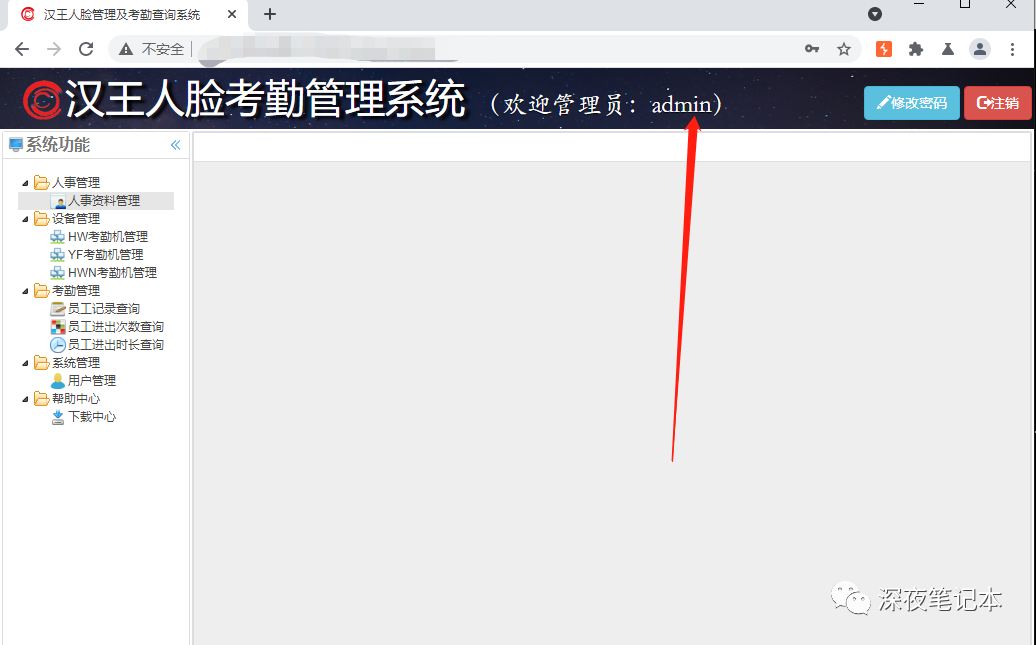 汉王人脸管理及考勤查询系统
不安全
汉王人脸考勤管理系统 (欢迎管理员：admin)
修改密码
注销
系统功能
人事管理
人事资料管理
设备管理
HW考勤机管理
YF考勤机管理
HWN考勤机管理
考勤管理
员工记录查询
员工进出次数查询
员工进出时长查询
系统管理
用户管理
帮助中心
下载中心
深夜笔记本